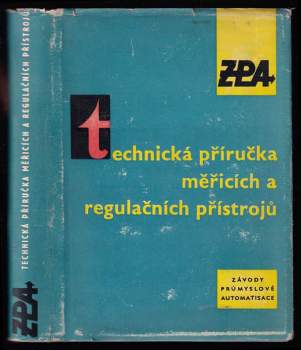 TECHNICKÁ PŘÍRUČKA MĚŘICÍCH A REGULAČNÍCH PŘÍSTROJŮ
ZPA
ZPA
technická příručka
měřicích a
regulačních přístrojů
ZÁVODY
PRŮMYSLOVÉ
AUTOMATISACE